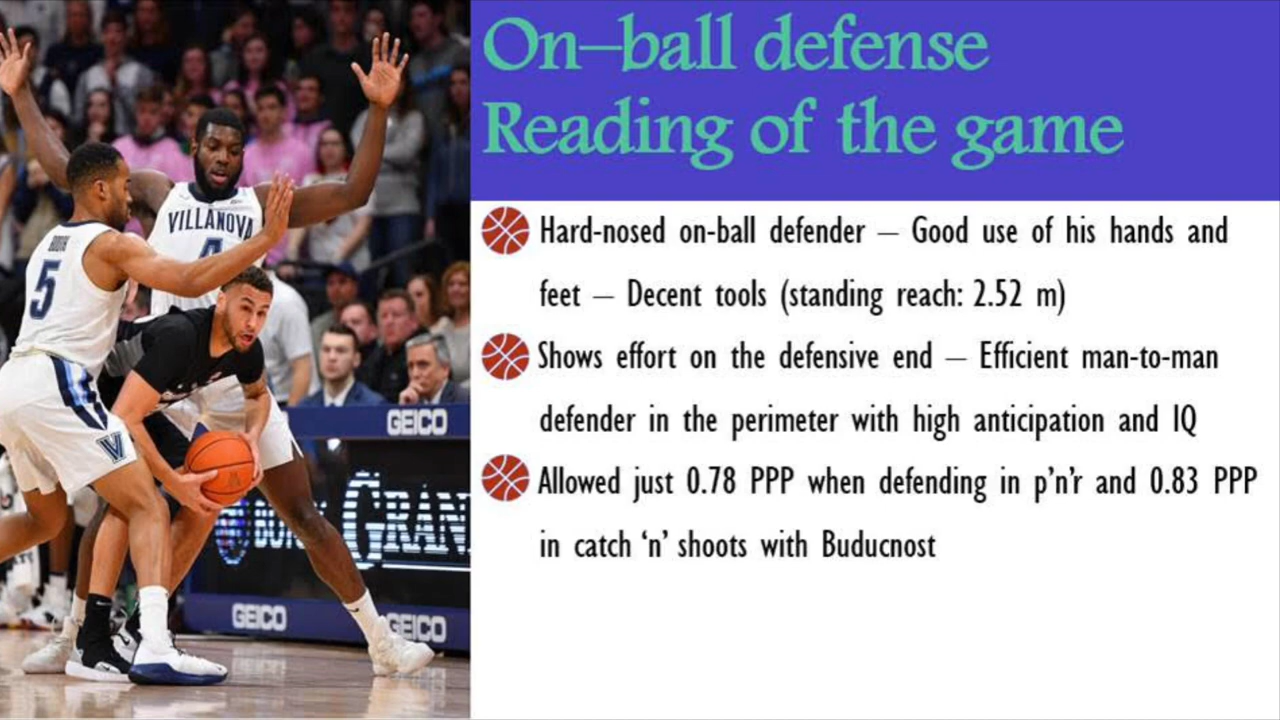 On–ball defense
Reading of the game
Hard-nosed on-ball defender – Good use of his hands and
feet – Decent tools (standing reach: 2.52 m)
Shows effort on the defensive end – Efficient man-to-man
defender in the perimeter with high anticipation and IQ
Allowed just 0.78 PPP when defending in p’n’r and 0.83 PPP
in catch ‘n’ shoots with Buducnost
VILLANOVA
5
V
GEICO
GEICO
GEICO